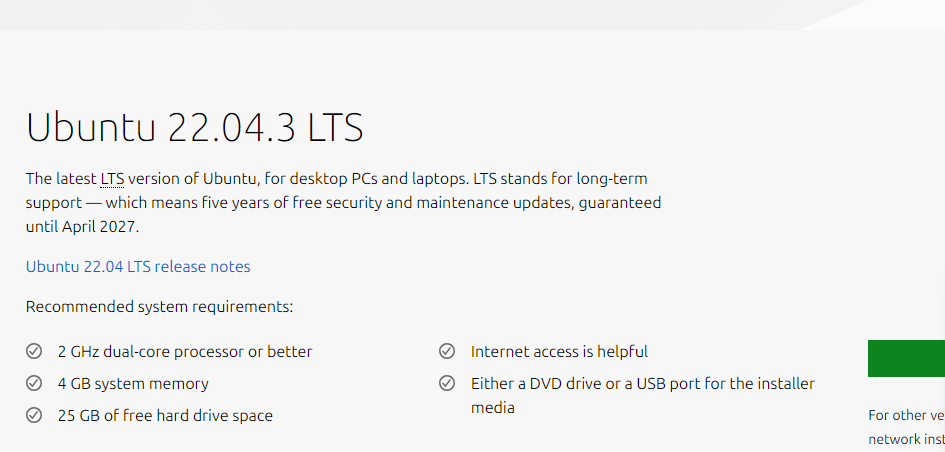 Ubuntu 22.04.3 LTS
The latest LTS version of Ubuntu, for desktop PCs and laptops. LTS stands for long-term
support — which means five years of free security and maintenance updates, guaranteed
until April 2027.
Ubuntu 22.04 LTS release notes
Recommended system requirements:
2 GHz dual-core processor or better
4 GB system memory
25 GB of free hard drive space
Internet access is helpful
Either a DVD drive or a USB port for the installer
media
For other ve
network inst